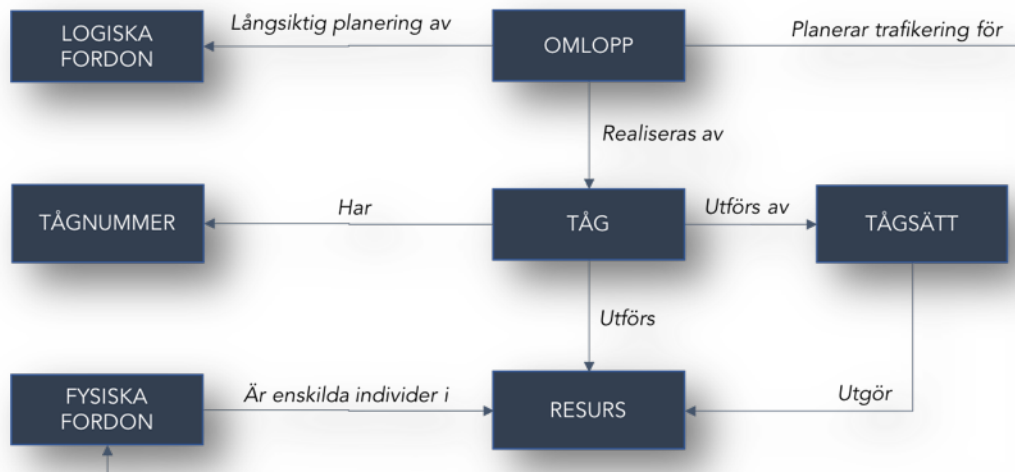 LOGISKA
FORDON
Långsiktig planering av
OMLOPP
Planerar trafikering för
Realiseras av
TÅGNUMMER
Har
TÅG
Utförs av
TÅGSÄTT
Utförs
FYSISKA
FORDON
Är enskilda individer i
RESURS
Utgör